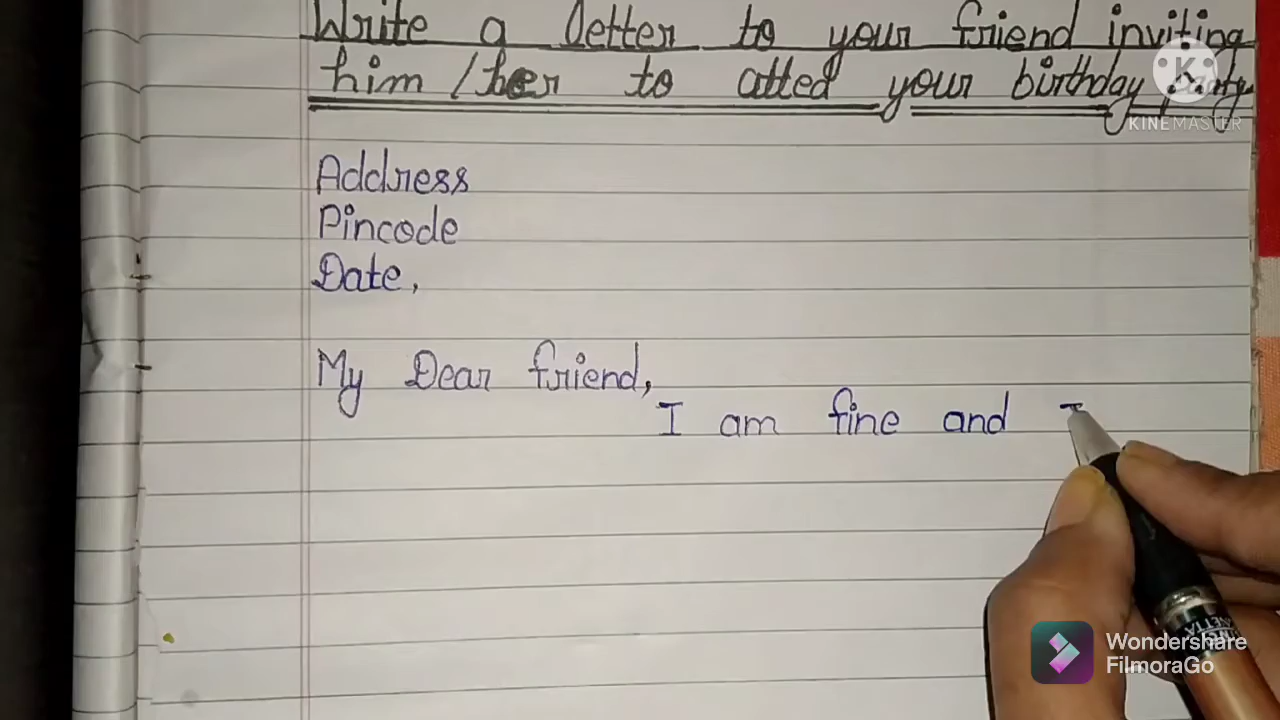 Write a letter to your friend inviting
him / her to atted your birthday party
KINEMASTER
Address
Pincode
Date,
My Dear friend,
I am fine and I
Wondershare
FilmoraGo